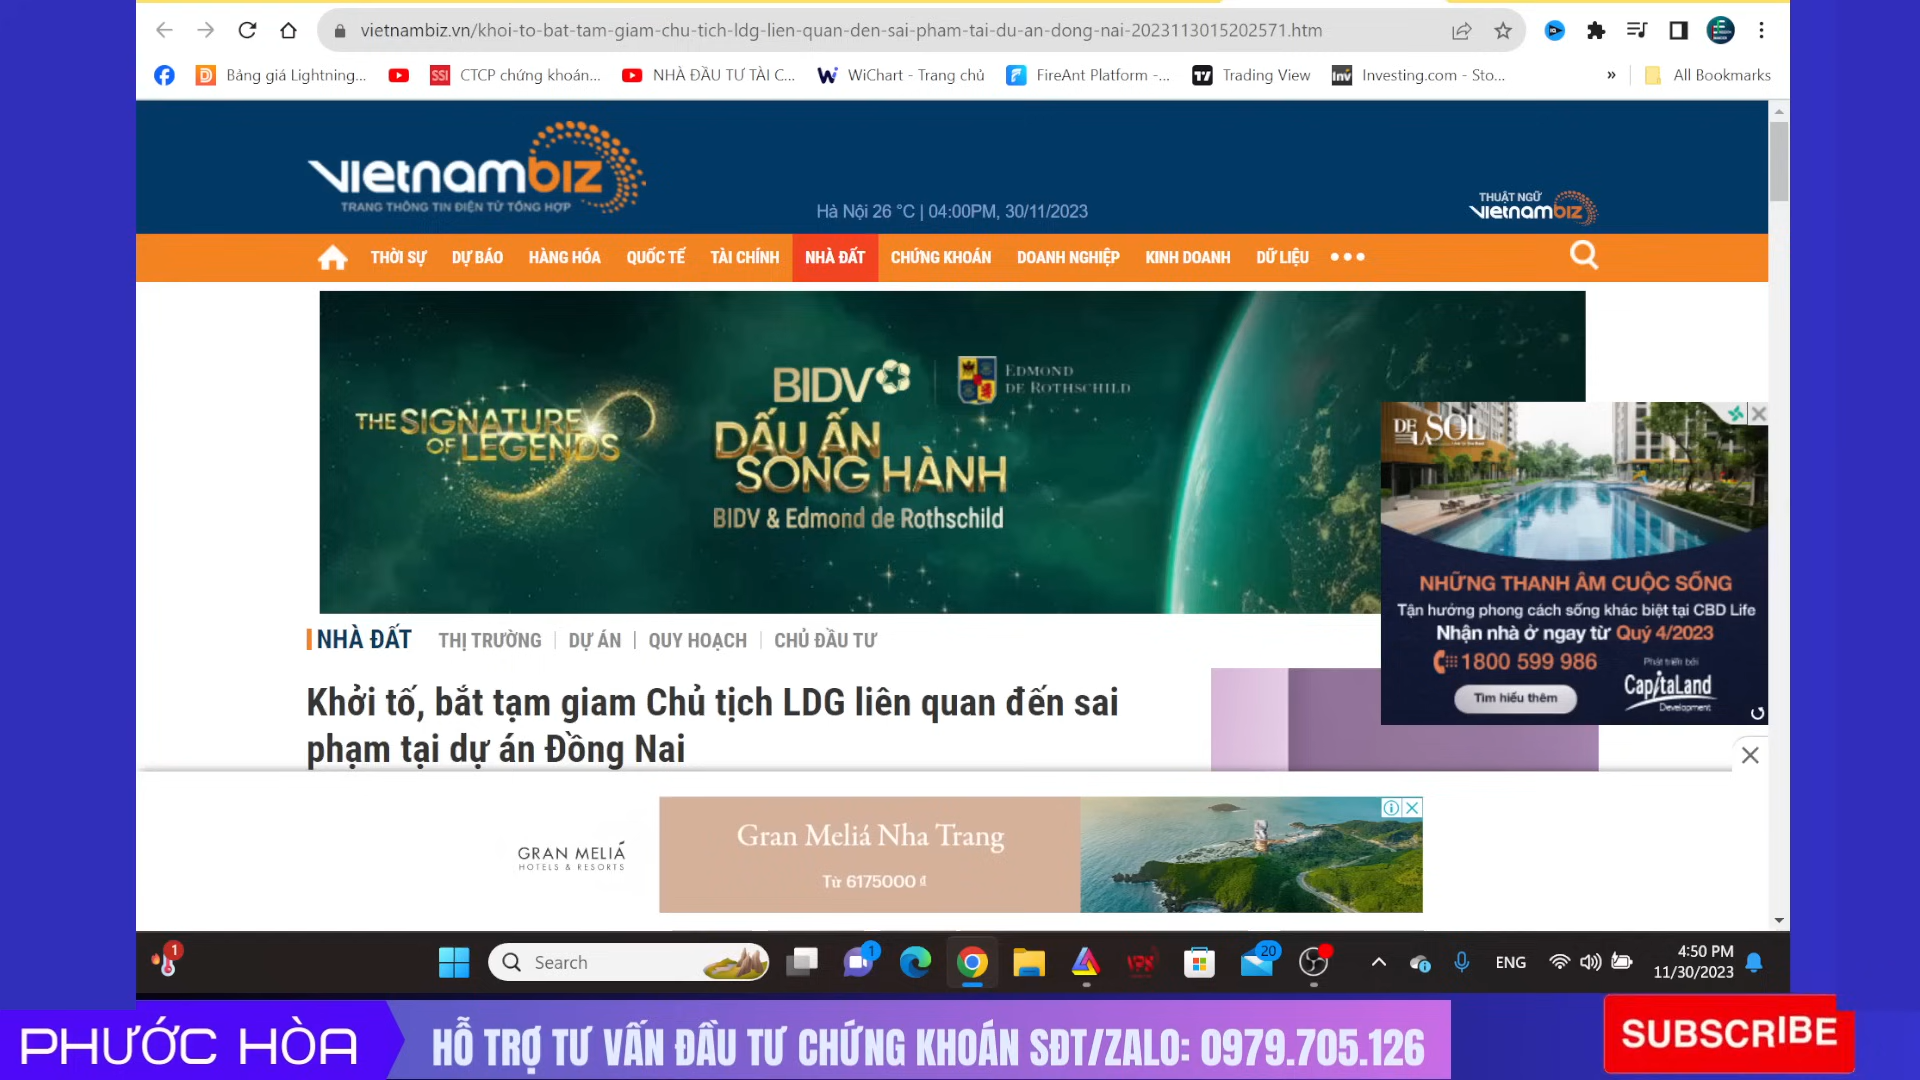 vietnambiz.vn/khoi-to-bat-tam-giam-chu-tich-ldg-lien-quan-den-sai-pham-tai-du-an-dong-nai-2023113015202571.htm
Bảng giá Lightning...
SSI CTCP chứng khoán...
NHÀ ĐẦU TƯ TÀI C...
WiChart - Trang chủ
FireAnt Platform -...
Trading View
Inv Investing.com - Sto...
»
All Bookmarks
vietnambiz
TRANG THÔNG TIN ĐIỆN TỬ TỔNG HỢP
Hà Nội 26 °C | 04:00PM, 30/11/2023
THUẬT NGỮ
vietnambiz
THỜI SỰ DỰ BÁO HÀNG HÓA QUỐC TẾ TÀI CHÍNH NHÀ ĐẤT CHỨNG KHOÁN DOANH NGHIỆP KINH DOANH DỮ LIỆU
THE SIGNATURE
OF LEGENDS
BIDV
EDMOND
DE ROTHSCHILD
DẤU ẤN
SONG HÀNH
BIDV & Edmond de Rothschild
DE LA SOL
NHỮNG THANH ÂM CUỘC SỐNG
Tận hưởng phong cách sống khác biệt tại CBD Life
Nhận nhà ở ngay từ Quý 4/2023
1800 599 986
Phát triển bởi
CapitaLand
Development
Tìm hiểu thêm
NHÀ ĐẤT THỊ TRƯỜNG | DỰ ÁN | QUY HOẠCH | CHỦ ĐẦU TƯ
Khởi tố, bắt tạm giam Chủ tịch LDG liên quan đến sai
phạm tại dự án Đồng Nai
GRAN MELIÁ
HOTELS & RESORTS
Gran Meliá Nha Trang
Từ 6175000 ₫
1
Search
1
20
ENG
4:50 PM
11/30/2023
PHƯỚC HÒA
HỖ TRỢ TƯ VẤN ĐẦU TƯ CHỨNG KHOÁN SĐT/ZALO: 0979.705.126
SUBSCRIBE